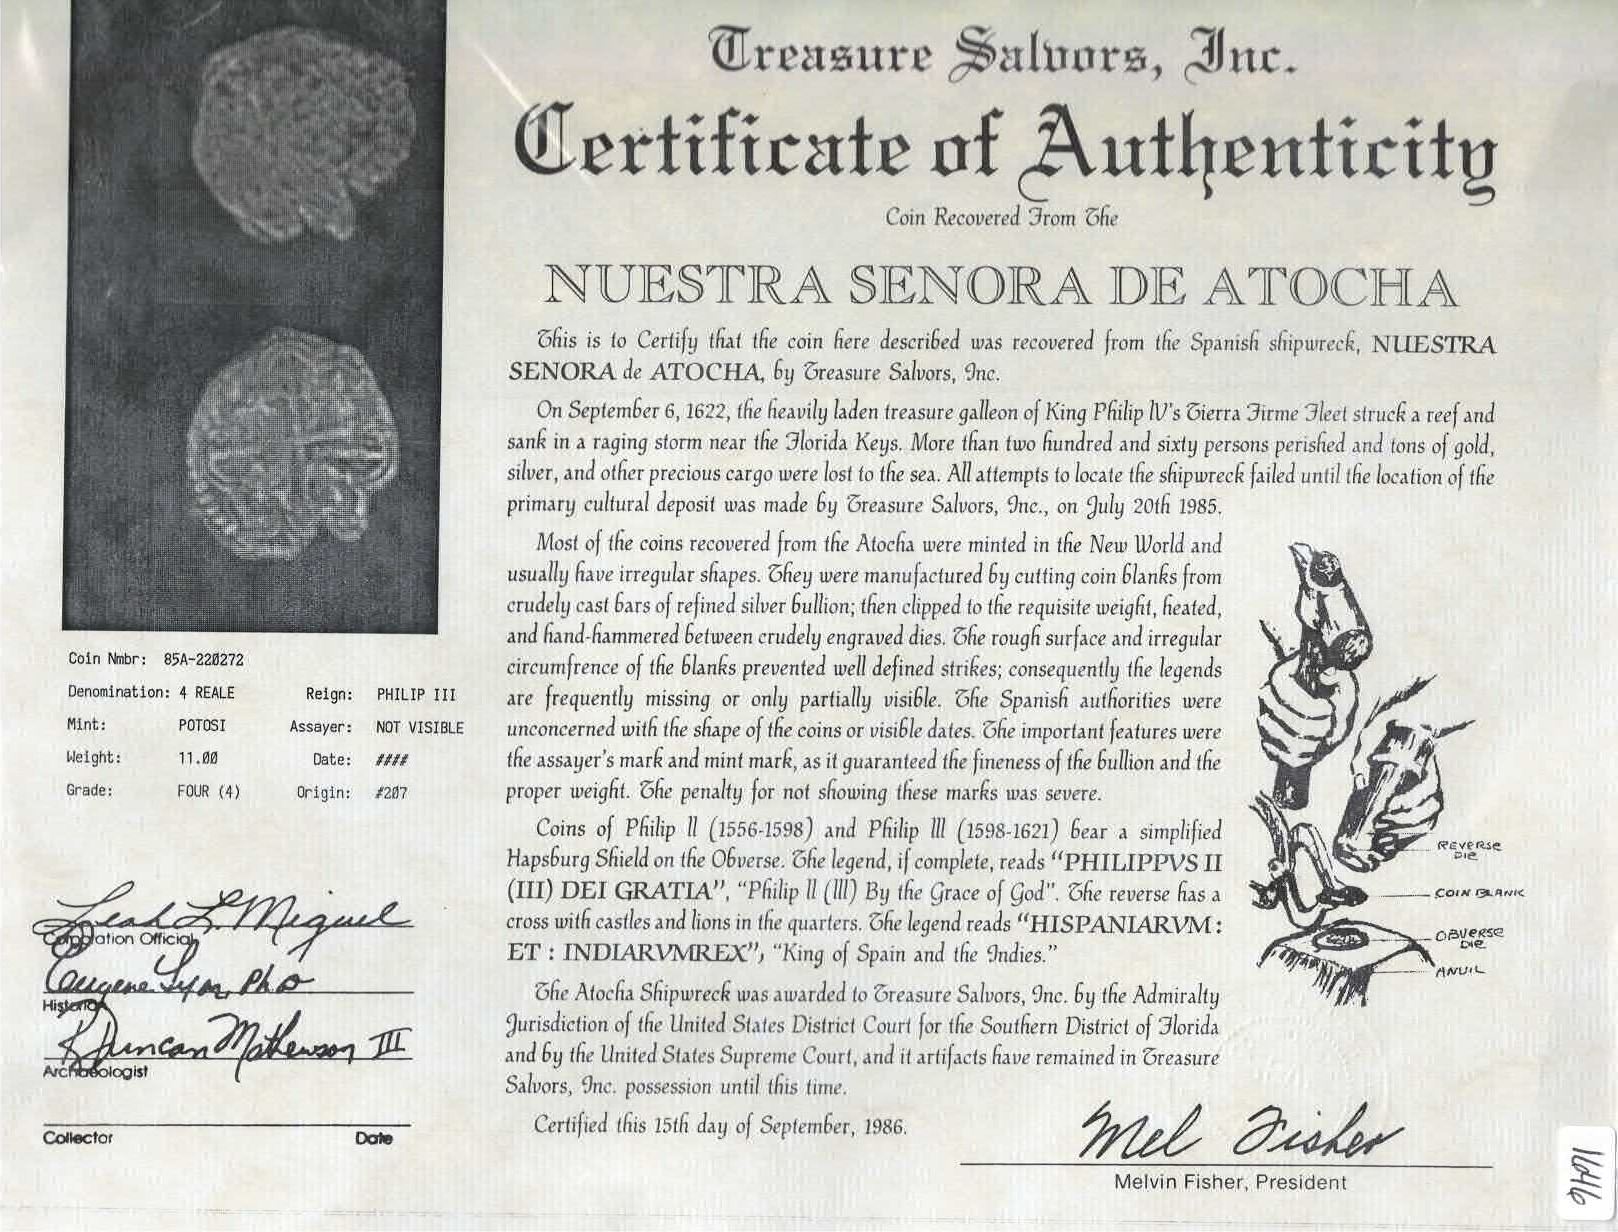 Treasure Salvors, Inc.
Certificate of Authenticity
Coin Recovered From The
NUESTRA SENORA DE ATOCHA
This is to Certify that the coin here described was recovered from the Spanish shipwreck, NUESTRA
SENORA de ATOCHA, by Treasure Salvors, Inc.
On September 6, 1622, the heavily laden treasure galleon of King Philip IV's Tierra Firme Fleet struck a reef and
sank in a raging storm near the Florida Keys. More than two hundred and sixty persons perished and tons of gold,
silver, and other precious cargo were lost to the sea. All attempts to locate the shipwreck failed until the location of the
primary cultural deposit was made by Treasure Salvors, Inc., on July 20th 1985.
Most of the coins recovered from the Atocha were minted in the New World and
usually have irregular shapes. They were manufactured by cutting coin blanks from
crudely cast bars of refined silver bullion; then clipped to the requisite weight, heated,
and hand-hammered between crudely engraved dies. The rough surface and irregular
circumfrence of the blanks prevented well defined strikes; consequently the legends
are frequently missing or only partially visible. The Spanish authorities were
unconcerned with the shape of the coins or visible dates. The important features were
the assayer's mark and mint mark, as it guaranteed the fineness of the bullion and the
proper weight. The penalty for not showing these marks was severe.
Coins of Philip II (1556-1598) and Philip III (1598-1621) bear a simplified
Hapsburg Shield on the Obverse. The legend, if complete, reads "PHILIPPVS II
(III) DEI GRATIA", "Philip II (III) By the Grace of God". The reverse has a
cross with castles and lions in the quarters. The legend reads "HISPANIARVM:
ET : INDIARVMREX", "King of Spain and the Indies."
The Atocha Shipwreck was awarded to Treasure Salvors, Inc. by the Admiralty
Jurisdiction of the United States District Court for the Southern District of Florida
and by the United States Supreme Court, and it artifacts have remained in Treasure
Salvors, Inc. possession until this time.
Certified this 15th day of September, 1986.
REVERSE
DIE
COIN BLANK
OBVERSE
DIE
ANVIL
Mel Fisher
Melvin Fisher, President
Coin Nmbr: 85A-220272
Denomination: 4 REALE Reign: PHILIP III
Mint: POTOSI Assayer: NOT VISIBLE
Weight: 11.00 Date: ####
Grade: FOUR (4) Origin: #207
Leah L. Miguel
Corporation Official
Eugene Lyon, Ph D
Historian
R Duncan Mathewson III
Archaeologist
Collector Date
1646